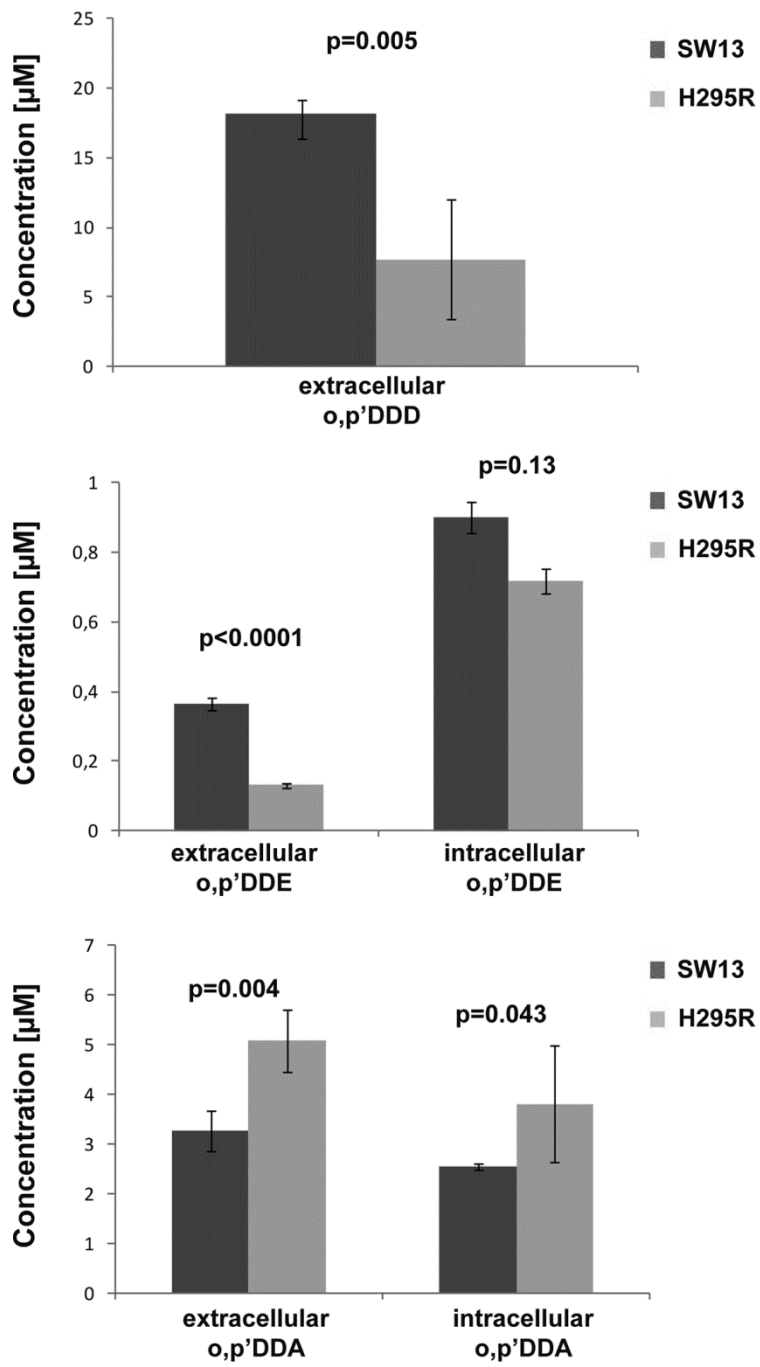 Concentration [µM]
25
20
15
10
5
0
p=0.005
SW13
H295R
extracellular
o,p’DDD
Concentration [µM]
1
0,8
0,6
0,4
0,2
0
p<0.0001
p=0.13
SW13
H295R
extracellular
o,p’DDE
intracellular
o,p’DDE
Concentration [µM]
7
6
5
4
3
2
1
0
p=0.004
p=0.043
SW13
H295R
extracellular
o,p’DDA
intracellular
o,p’DDA